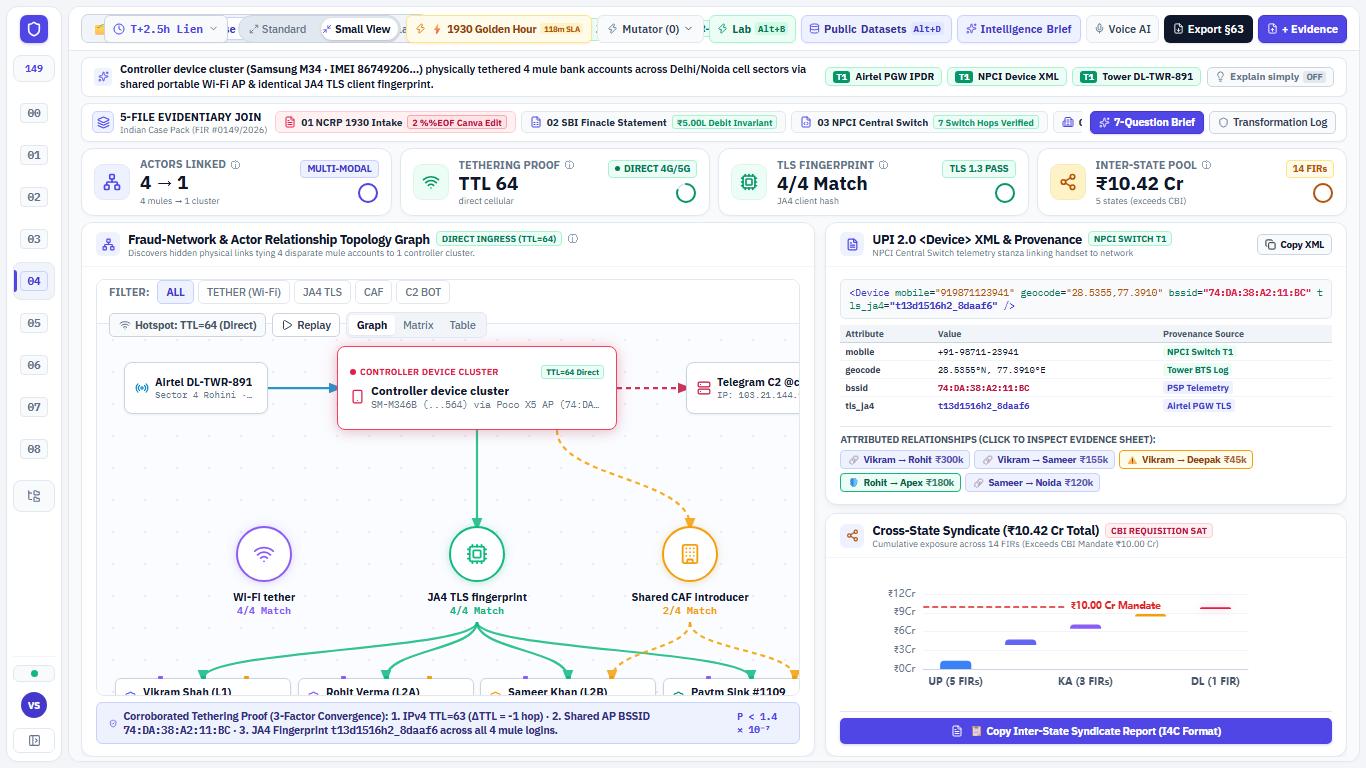 T+2.5h Lien
se
Standard
Small View
1930 Golden Hour
118m SLA
Mutator (0)
Lab Alt+B
Public Datasets Alt+D
Intelligence Brief
Voice AI
Export §63
+ Evidence
149
00
01
02
03
04
05
06
07
08
VS
Controller device cluster (Samsung M34 · IMEI 86749206...) physically tethered 4 mule bank accounts across Delhi/Noida cell sectors via
shared portable Wi-Fi AP & identical JA4 TLS client fingerprint.
T1 Airtel PGW IPDR
T1 NPCI Device XML
T1 Tower DL-TWR-891
Explain simply OFF
5-FILE EVIDENTIARY JOIN
Indian Case Pack (FIR #0149/2026)
01 NCRP 1930 Intake 2 %%EOF Canva Edit
02 SBI Finacle Statement ₹5.00L Debit Invariant
03 NPCI Central Switch 7 Switch Hops Verified
7-Question Brief
Transformation Log
ACTORS LINKED
4 → 1
4 mules → 1 cluster
MULTI-MODAL
TETHERING PROOF
TTL 64
direct cellular
DIRECT 4G/5G
TLS FINGERPRINT
4/4 Match
JA4 client hash
TLS 1.3 PASS
INTER-STATE POOL
₹10.42 Cr
5 states (exceeds CBI)
14 FIRs
Fraud-Network & Actor Relationship Topology Graph DIRECT INGRESS (TTL=64)
Discovers hidden physical links tying 4 disparate mule accounts to 1 controller cluster.
FILTER: ALL TETHER (Wi-Fi) JA4 TLS CAF C2 BOT
Hotspot: TTL=64 (Direct) Replay Graph Matrix Table
Airtel DL-TWR-891
Sector 4 Rohini -…
CONTROLLER DEVICE CLUSTER TTL=64 Direct
Controller device cluster
SM-M346B (...564) via Poco X5 AP (74:DA…
Telegram C2 @c
IP: 103.21.144.
Wi-Fi tether
4/4 Match
JA4 TLS fingerprint
4/4 Match
Shared CAF introducer
2/4 Match
Vikram Shah (L1)
Rohit Verma (L2A)
Sameer Khan (L2B)
Paytm Sink #1109
Corroborated Tethering Proof (3-Factor Convergence): 1. IPv4 TTL=63 (ΔTTL = -1 hop) · 2. Shared AP BSSID
74:DA:38:A2:11:BC · 3. JA4 Fingerprint t13d1516h2_8daaf6 across all 4 mule logins.
P < 1.4
× 10⁻⁷
UPI 2.0 <Device> XML & Provenance NPCI SWITCH T1
NPCI Central Switch telemetry stanza linking handset to network
Copy XML
<Device mobile="919871123941" geocode="28.5355,77.3910" bssid="74:DA:38:A2:11:BC" t
ls_ja4="t13d1516h2_8daaf6" />
Attribute Value Provenance Source
mobile +91-98711-23941 NPCI Switch T1
geocode 28.5355°N, 77.3910°E Tower BTS Log
bssid 74:DA:38:A2:11:BC PSP Telemetry
tls_ja4 t13d1516h2_8daaf6 Airtel PGW TLS
ATTRIBUTED RELATIONSHIPS (CLICK TO INSPECT EVIDENCE SHEET):
Vikram → Rohit ₹300k
Vikram → Sameer ₹155k
Vikram → Deepak ₹45k
Rohit → Apex ₹180k
Sameer → Noida ₹120k
Cross-State Syndicate (₹10.42 Cr Total) CBI REQUISITION SAT
Cumulative exposure across 14 FIRs (Exceeds CBI Mandate ₹10.00 Cr)
₹12Cr
₹9Cr
₹6Cr
₹3Cr
₹0Cr
₹10.00 Cr Mandate
UP (5 FIRs)
KA (3 FIRs)
DL (1 FIR)
Copy Inter-State Syndicate Report (I4C Format)